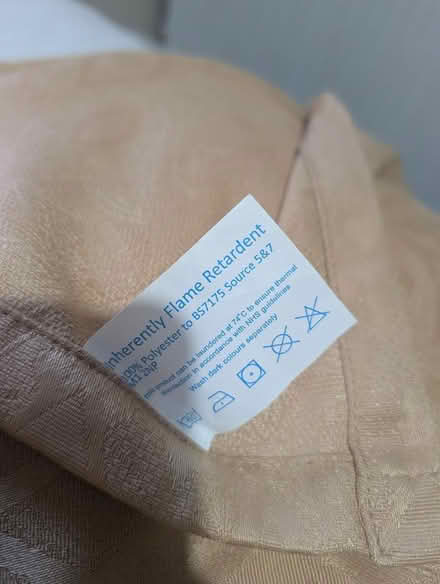 Inherently Flame Retardent
100% Polyester to BS7175 Source 5&7
2NP
product can be laundered at 74°C to ensure thermal
disinfection in accordance with NHS guidelines
Wash dark colours separately